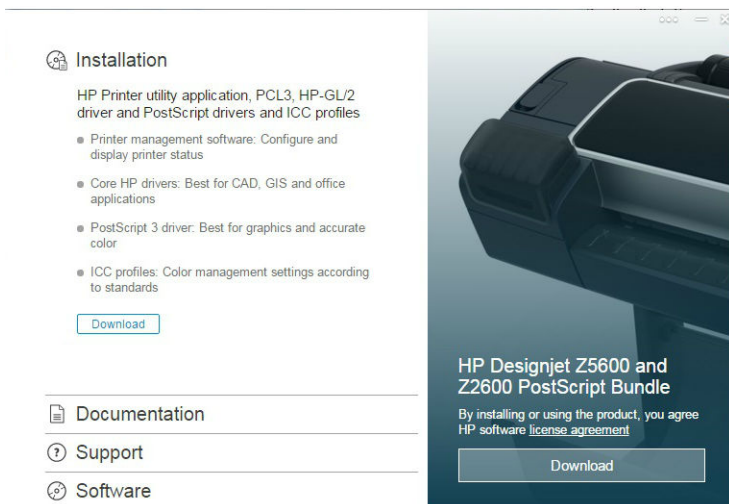 Installation
HP Printer utility application, PCL3, HP-GL/2
driver and PostScript drivers and ICC profiles
Printer management software: Configure and
display printer status
Core HP drivers: Best for CAD, GIS and office
applications
PostScript 3 driver: Best for graphics and accurate
color
ICC profiles: Color management settings according
to standards
Download
Documentation
Support
Software
HP Designjet Z5600 and
Z2600 PostScript Bundle
By installing or using the product, you agree
HP software license agreement
Download